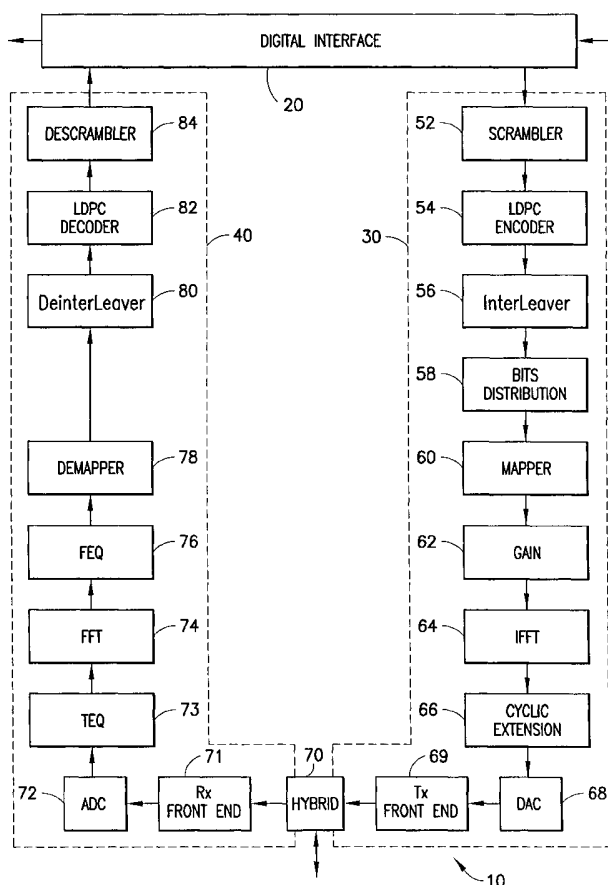 DIGITAL INTERFACE
20
DESCRAMBLER
84
LDPC
DECODER
82
DeinterLeaver
80
40
DEMAPPER
78
FEQ
76
FFT
74
TEQ
73
72
ADC
71
Rx
FRONT END
70
HYBRID
52
SCRAMBLER
54
LDPC
ENCODER
30
56
InterLeaver
58
BITS
DISTRIBUTION
60
MAPPER
62
GAIN
64
IFFT
66
CYCLIC
EXTENSION
69
Tx
FRONT END
DAC
68
10